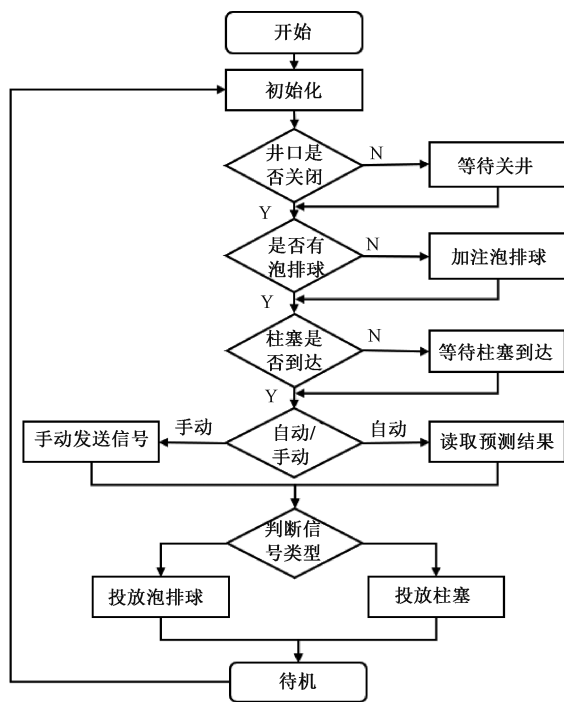 开始
初始化
井口是
否关闭
N
等待关井
Y
是否有
泡排球
N
加注泡排球
Y
柱塞是
否到达
N
等待柱塞到达
Y
手动发送信号
手动
自动/
手动
自动
读取预测结果
判断信
号类型
投放泡排球
投放柱塞
待机